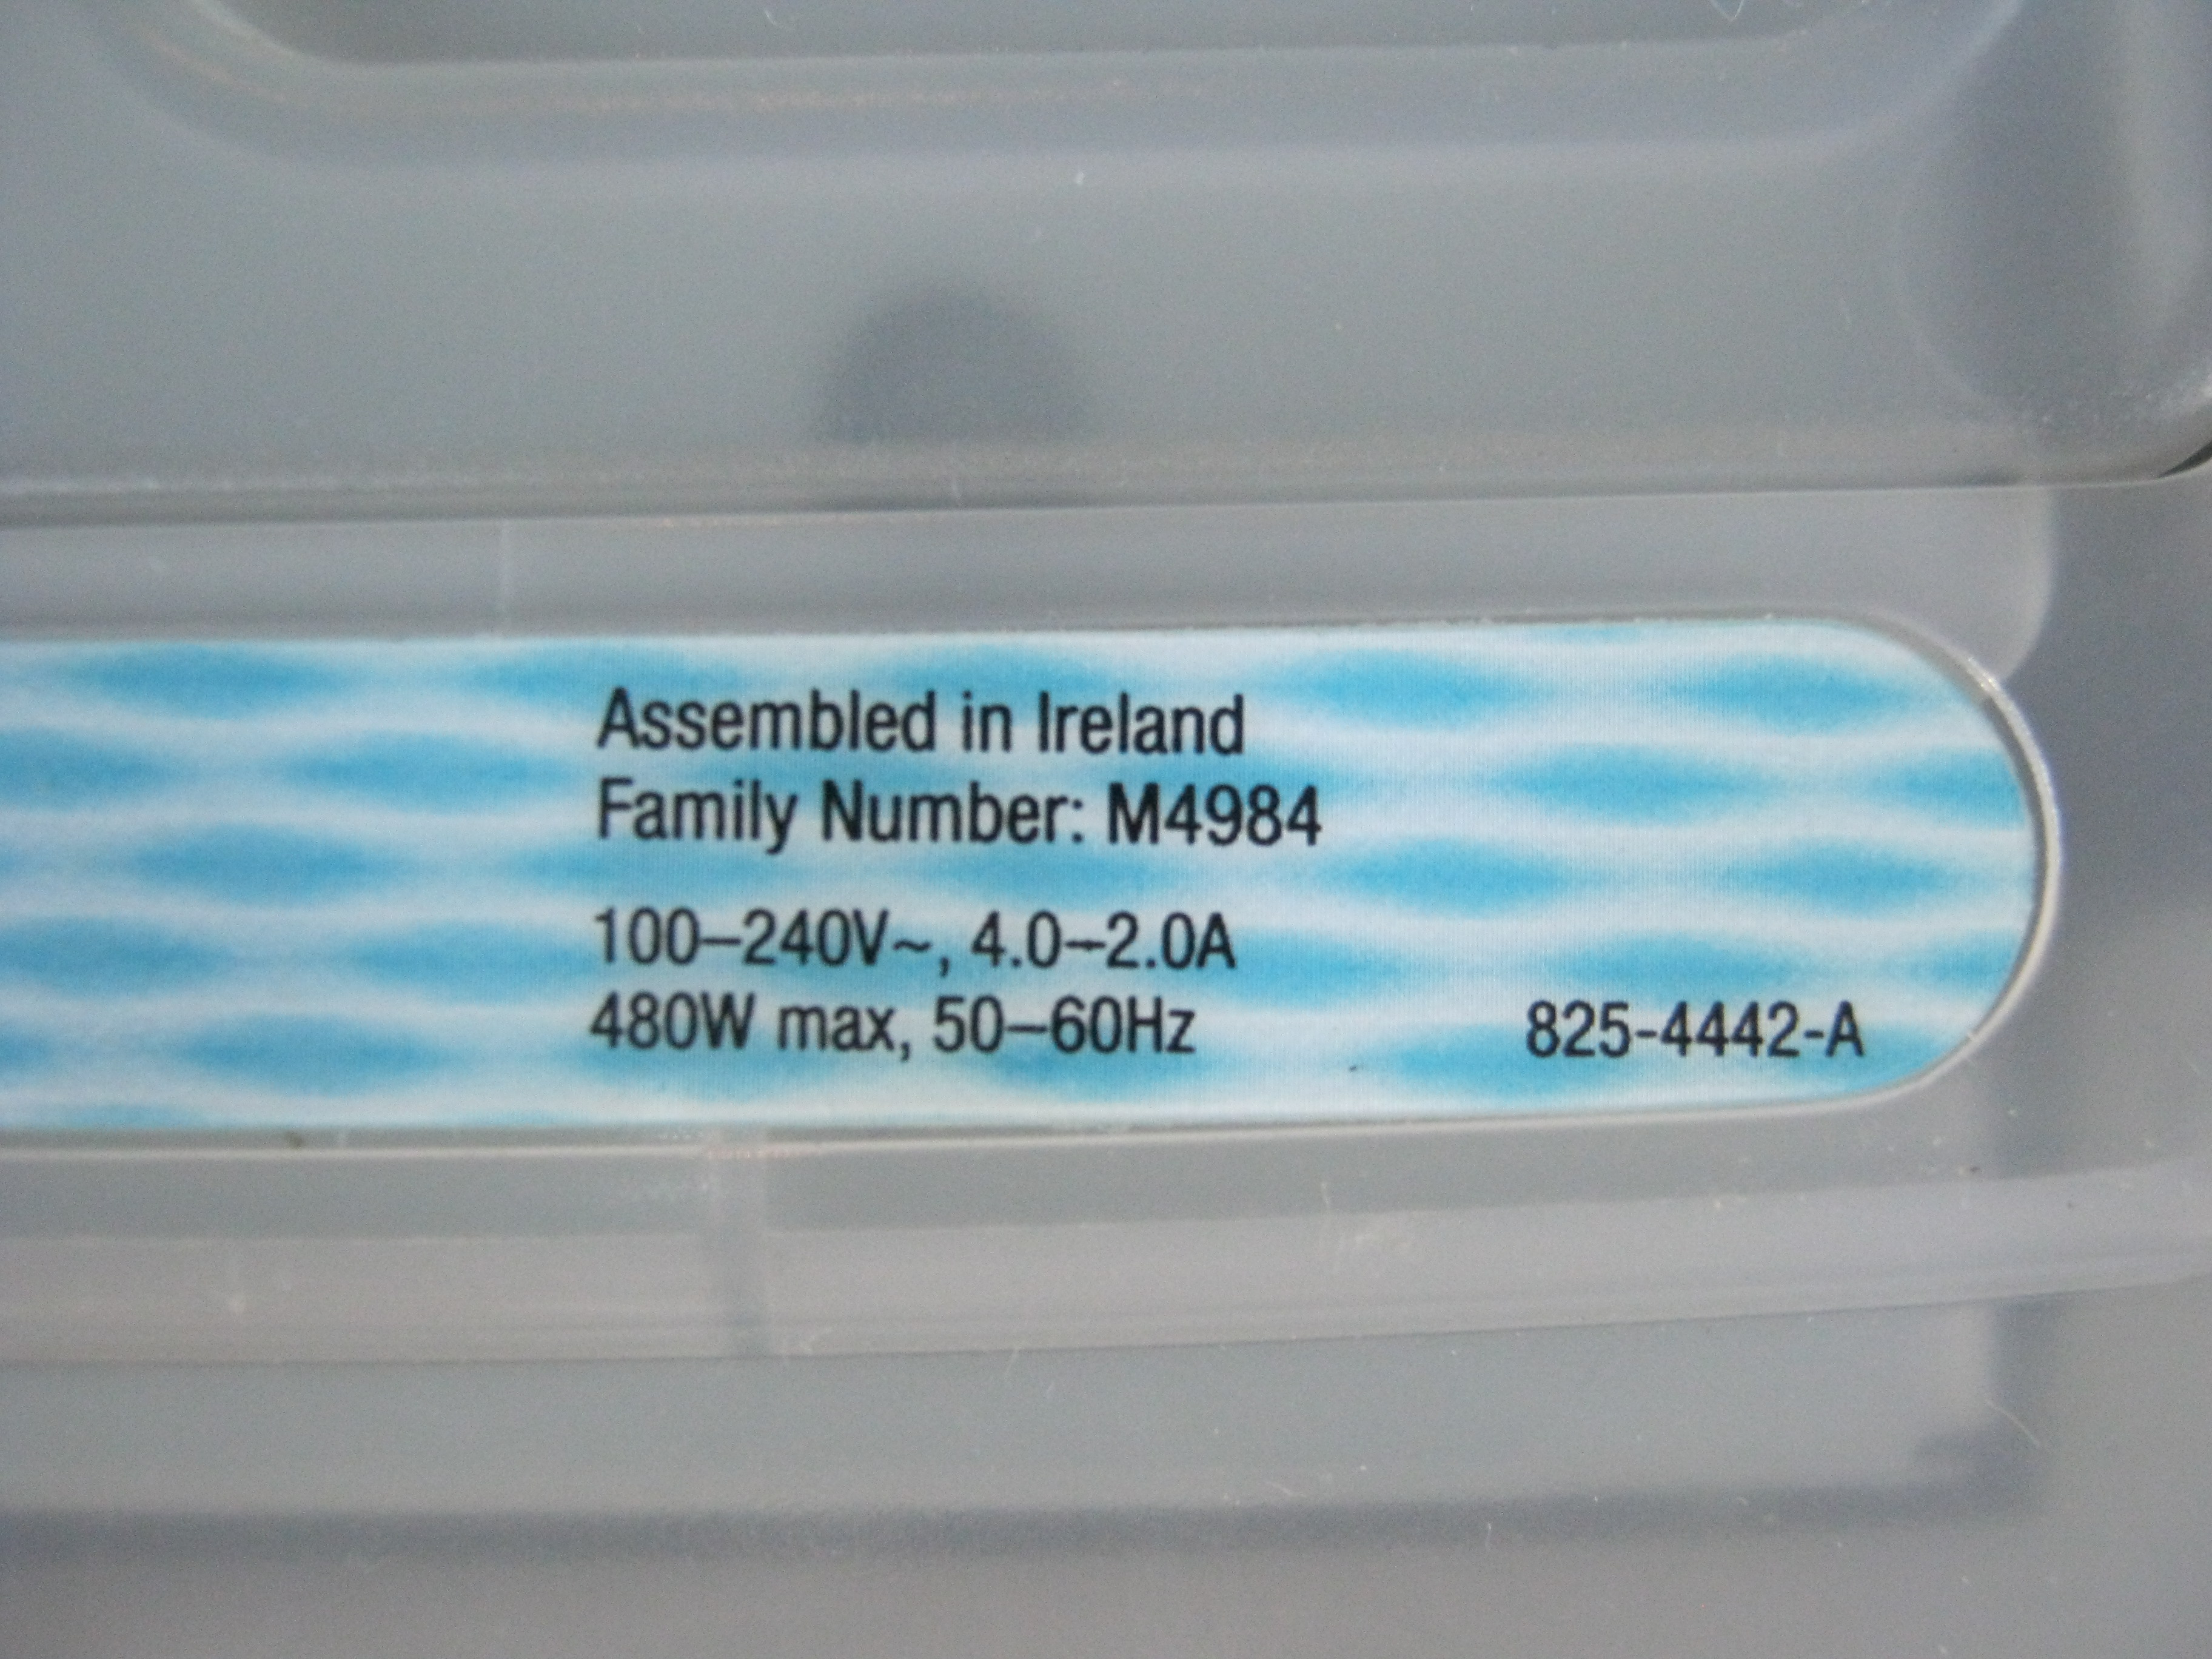 Assembled in Ireland
Family Number: M4984
100–240V~, 4.0–2.0A
480W max, 50–60Hz
825-4442-A